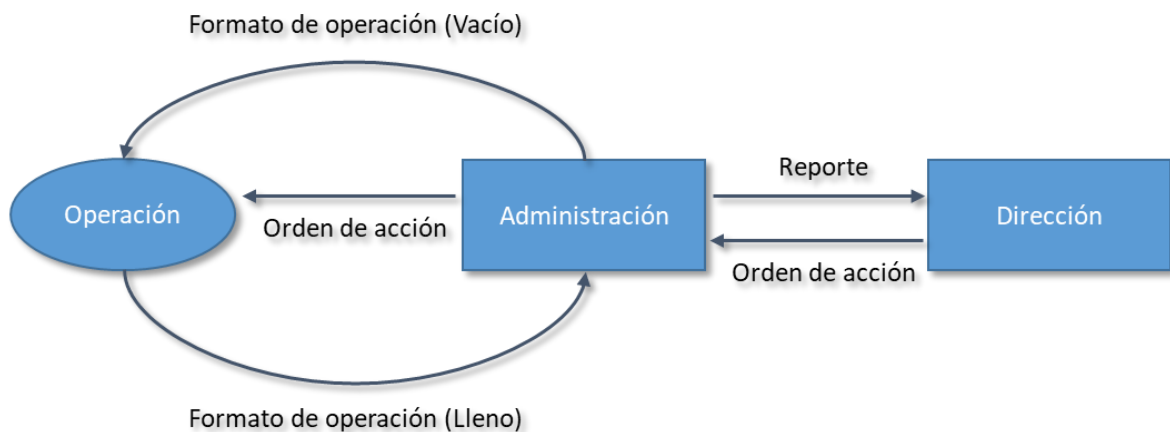 Formato de operación (Vacío)
Reporte
Operación
Administración
Dirección
Orden de acción
Orden de acción
Formato de operación (Lleno)